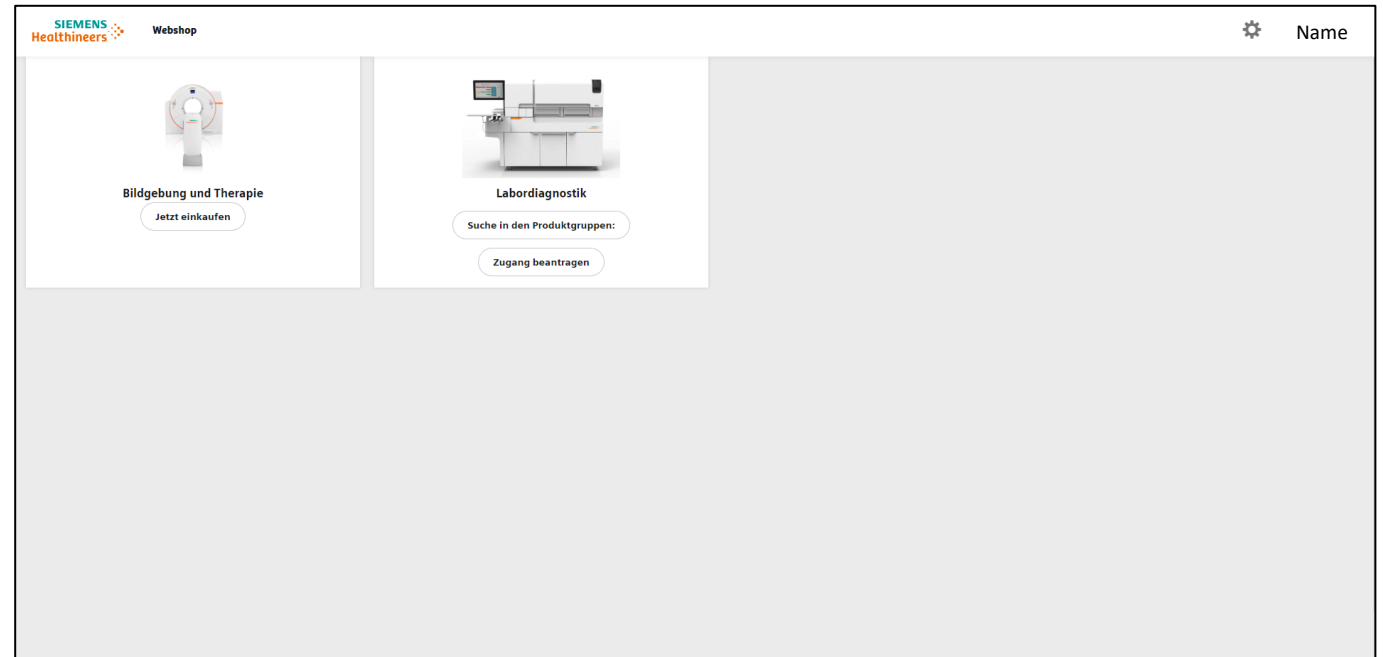 SIEMENS
Healthineers
Webshop
Name
Bildgebung und Therapie
Jetzt einkaufen
Labordiagnostik
Suche in den Produktgruppen:
Zugang beantragen